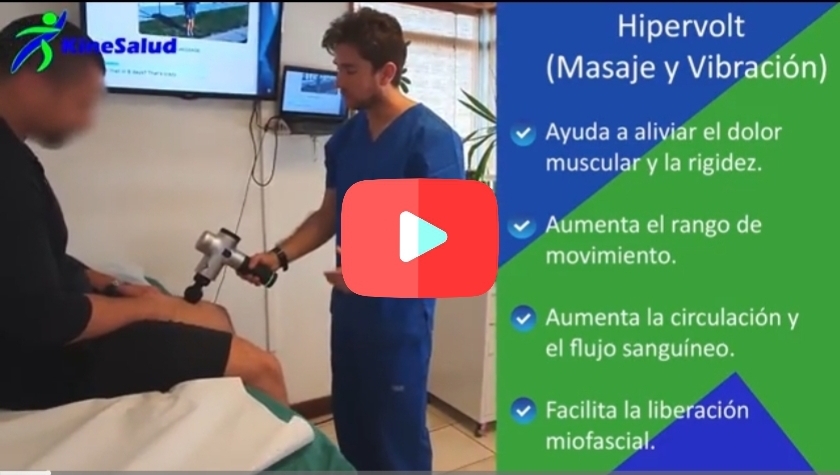 KineSalud
Hipervolt
(Masaje y Vibración)
Ayuda a aliviar el dolor
muscular y la rigidez.
Aumenta el rango de
movimiento.
Aumenta la circulación y
el flujo sanguíneo.
Facilita la liberación
miofascial.